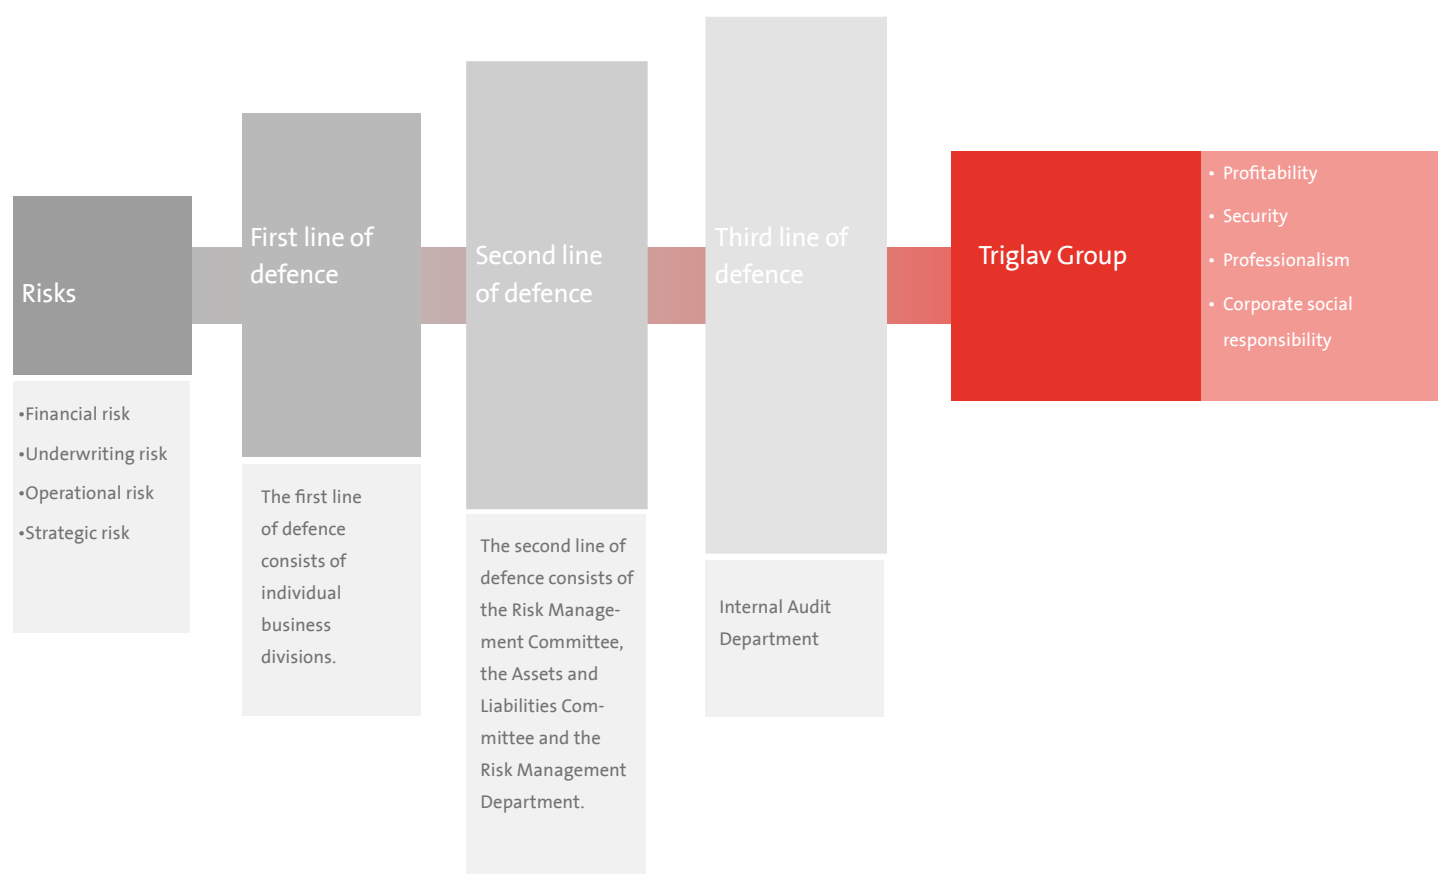 Risks
•Financial risk
•Underwriting risk
•Operational risk
•Strategic risk
First line of
defence
The first line
of defence
consists of
individual
business
divisions.
Second line
of defence
The second line of
defence consists of
the Risk Manage-
ment Committee,
the Assets and
Liabilities Com-
mittee and the
Risk Management
Department.
Third line of
defence
Internal Audit
Department
Triglav Group
• Profitability
• Security
• Professionalism
• Corporate social
responsibility